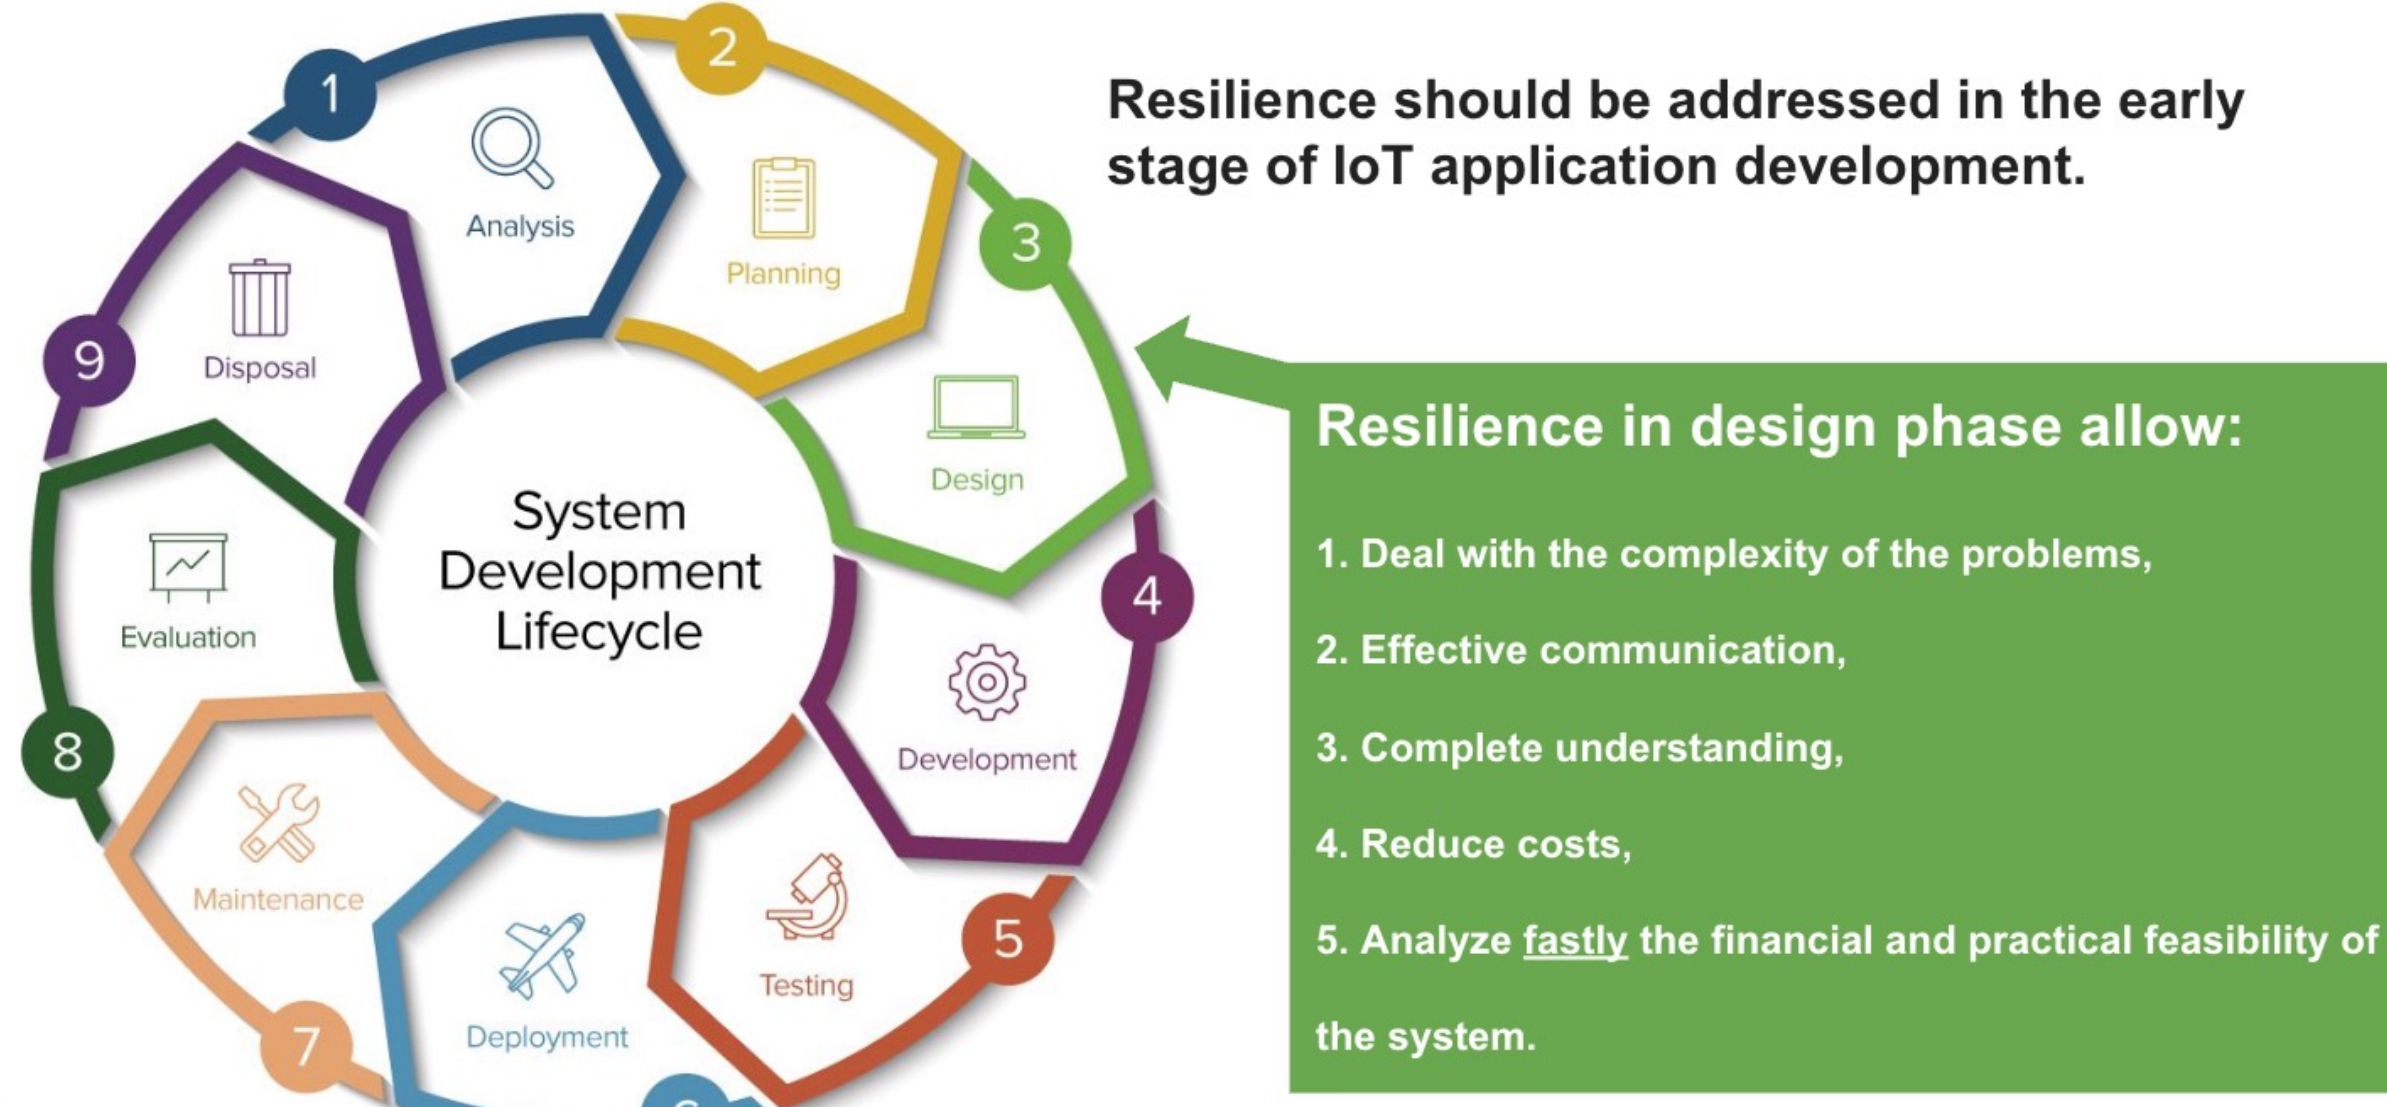 1
Analysis
2
Planning
3
Design
4
Development
5
Testing
Deployment
7
Maintenance
8
Evaluation
9
Disposal
System
Development
Lifecycle
Resilience should be addressed in the early
stage of IoT application development.
Resilience in design phase allow:
1. Deal with the complexity of the problems,
2. Effective communication,
3. Complete understanding,
4. Reduce costs,
5. Analyze fastly the financial and practical feasibility of
the system.